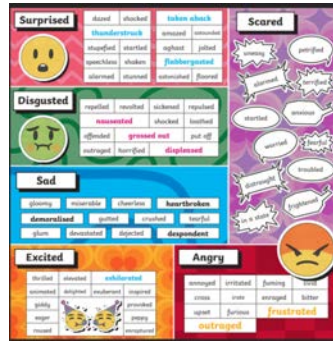 Surprised
dazed shocked taken aback
thunderstruck amazed astounded
stupefied startled aghast jolted
speechless shaken flabbergasted
alarmed stunned astonished floored
Disgusted
repelled revolted sickened repulsed
nauseated shocked loathed
offended grossed out put off
outraged horrified displeased
Sad
gloomy miserable cheerless heartbroken
demoralised gutted crushed tearful
glum devastated dejected despondent
Excited
thrilled elevated exhilarated
animated delighted exuberant inspired
giddy provoked
eager peppy
roused enraptured
Scared
uneasy petrified
alarmed terrified
startled anxious
worried fearful
distraught troubled
in a state frightened
Angry
annoyed irritated fuming livid
cross irate enraged bitter
upset furious frustrated
outraged